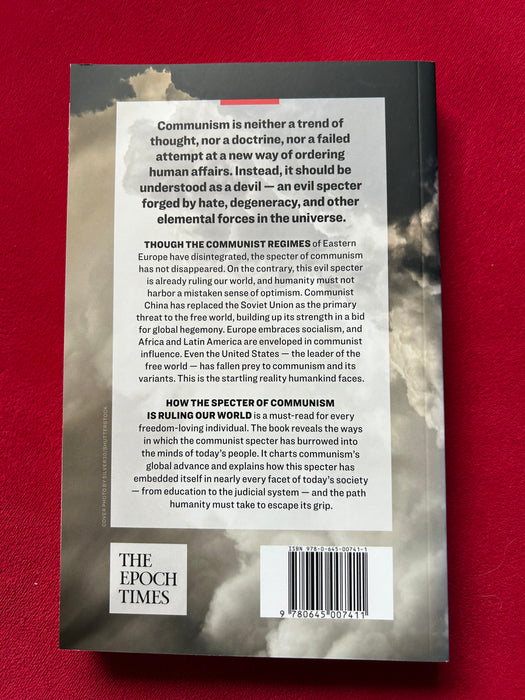 Communism is neither a trend of
thought, nor a doctrine, nor a failed
attempt at a new way of ordering
human affairs. Instead, it should be
understood as a devil — an evil specter
forged by hate, degeneracy, and other
elemental forces in the universe.
THOUGH THE COMMUNIST REGIMES of Eastern
Europe have disintegrated, the specter of communism
has not disappeared. On the contrary, this evil specter
is already ruling our world, and humanity must not
harbor a mistaken sense of optimism. Communist
China has replaced the Soviet Union as the primary
threat to the free world, building up its strength in a bid
for global hegemony. Europe embraces socialism, and
Africa and Latin America are enveloped in communist
influence. Even the United States — the leader of the
free world — has fallen prey to communism and its
variants. This is the startling reality humankind faces.
HOW THE SPECTER OF COMMUNISM
IS RULING OUR WORLD is a must-read for every
freedom-loving individual. The book reveals the ways
in which the communist specter has burrowed into
the minds of today's people. It charts communism's
global advance and explains how this specter has
embedded itself in nearly every facet of today's society
— from education to the judicial system — and the path
humanity must take to escape its grip.
COVER PHOTO BY SILVER30/SHUTTERSTOCK
THE
EPOCH
TIMES
ISBN 978-0-645-00741-1
9 780645 007411